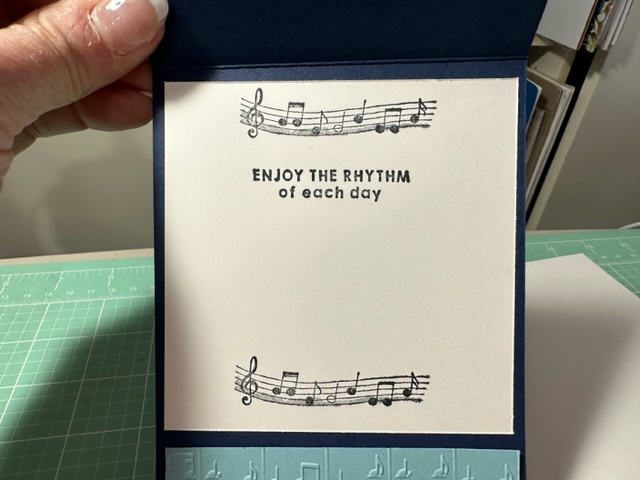 ENJOY THE RHYTHM
of each day